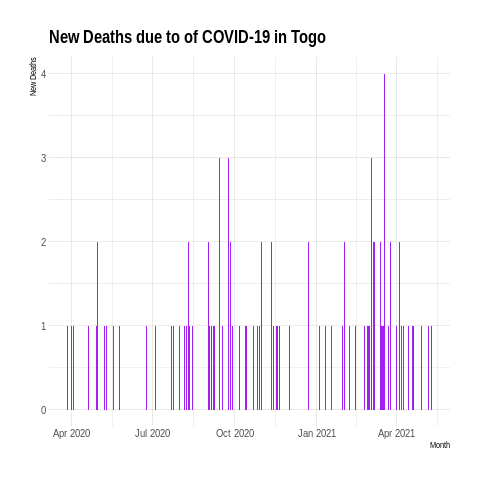 New Deaths due to of COVID-19 in Togo
New Deaths
4
3
2
1
0
Apr 2020 Jul 2020 Oct 2020 Jan 2021 Apr 2021
Month